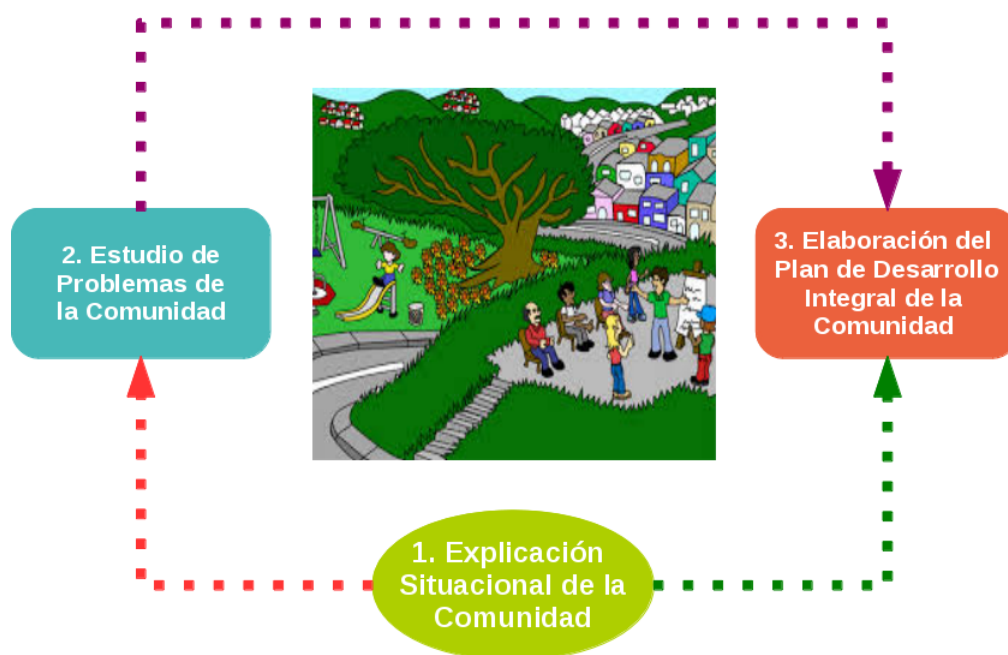 2. Estudio de
Problemas de
la Comunidad
3. Elaboración del
Plan de Desarrollo
Integral de la
Comunidad
1. Explicación
Situacional de la
Comunidad